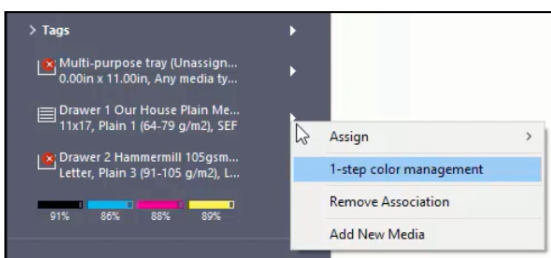 > Tags
Multi-purpose tray (Unassign...
0.00in x 11.00in, Any media ty...
Drawer 1 Our House Plain Me...
11x17, Plain 1 (64-79 g/m2), SEF
Drawer 2 Hammermill 105gsm...
Letter, Plain 3 (91-105 g/m2), L...
91% 86% 88% 89%
Assign >
1-step color management
Remove Association
Add New Media